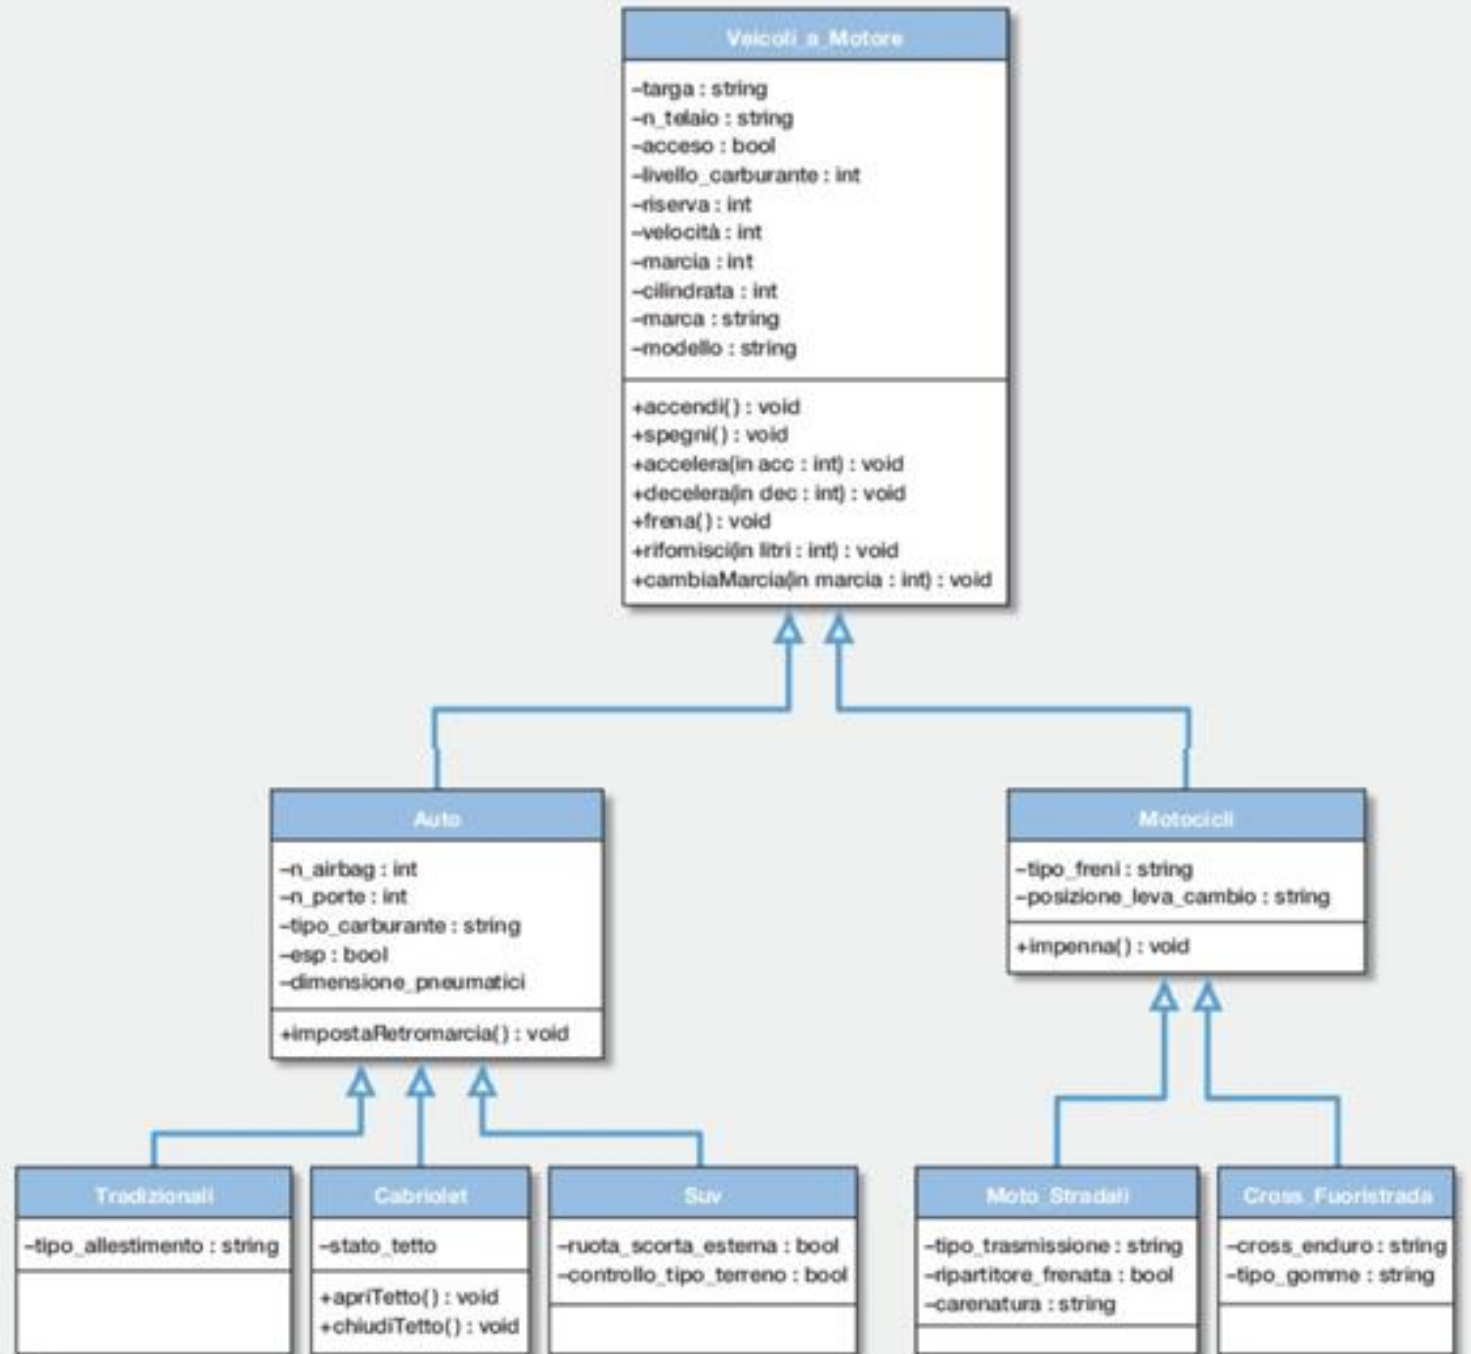 Veicoli_a_Motore
–targa : string
–n_telaio : string
–acceso : bool
–livello_carburante : int
–riserva : int
–velocità : int
–marcia : int
–cilindrata : int
–marca : string
–modello : string
+accendi( ) : void
+spegni( ) : void
+accelera(in acc : int) : void
+decelera(in dec : int) : void
+frena( ) : void
+rifornisci(in litri : int) : void
+cambiaMarcia(in marcia : int) : void
Auto
–n_airbag : int
–n_porte : int
–tipo_carburante : string
–esp : bool
–dimensione_pneumatici
+impostaRetromarcia() : void
Motocicli
–tipo_freni : string
–posizione_leva_cambio : string
+impenna() : void
Tradizionali
–tipo_allestimento : string
Cabriolet
–stato_tetto
+apriTetto() : void
+chiudiTetto() : void
Suv
–ruota_scorta_esterna : bool
–controllo_tipo_terreno : bool
Moto_Stradali
–tipo_trasmissione : string
–ripartitore_frenata : bool
–carenatura : string
Cross_Fuoristrada
–cross_enduro : string
–tipo_gomme : string